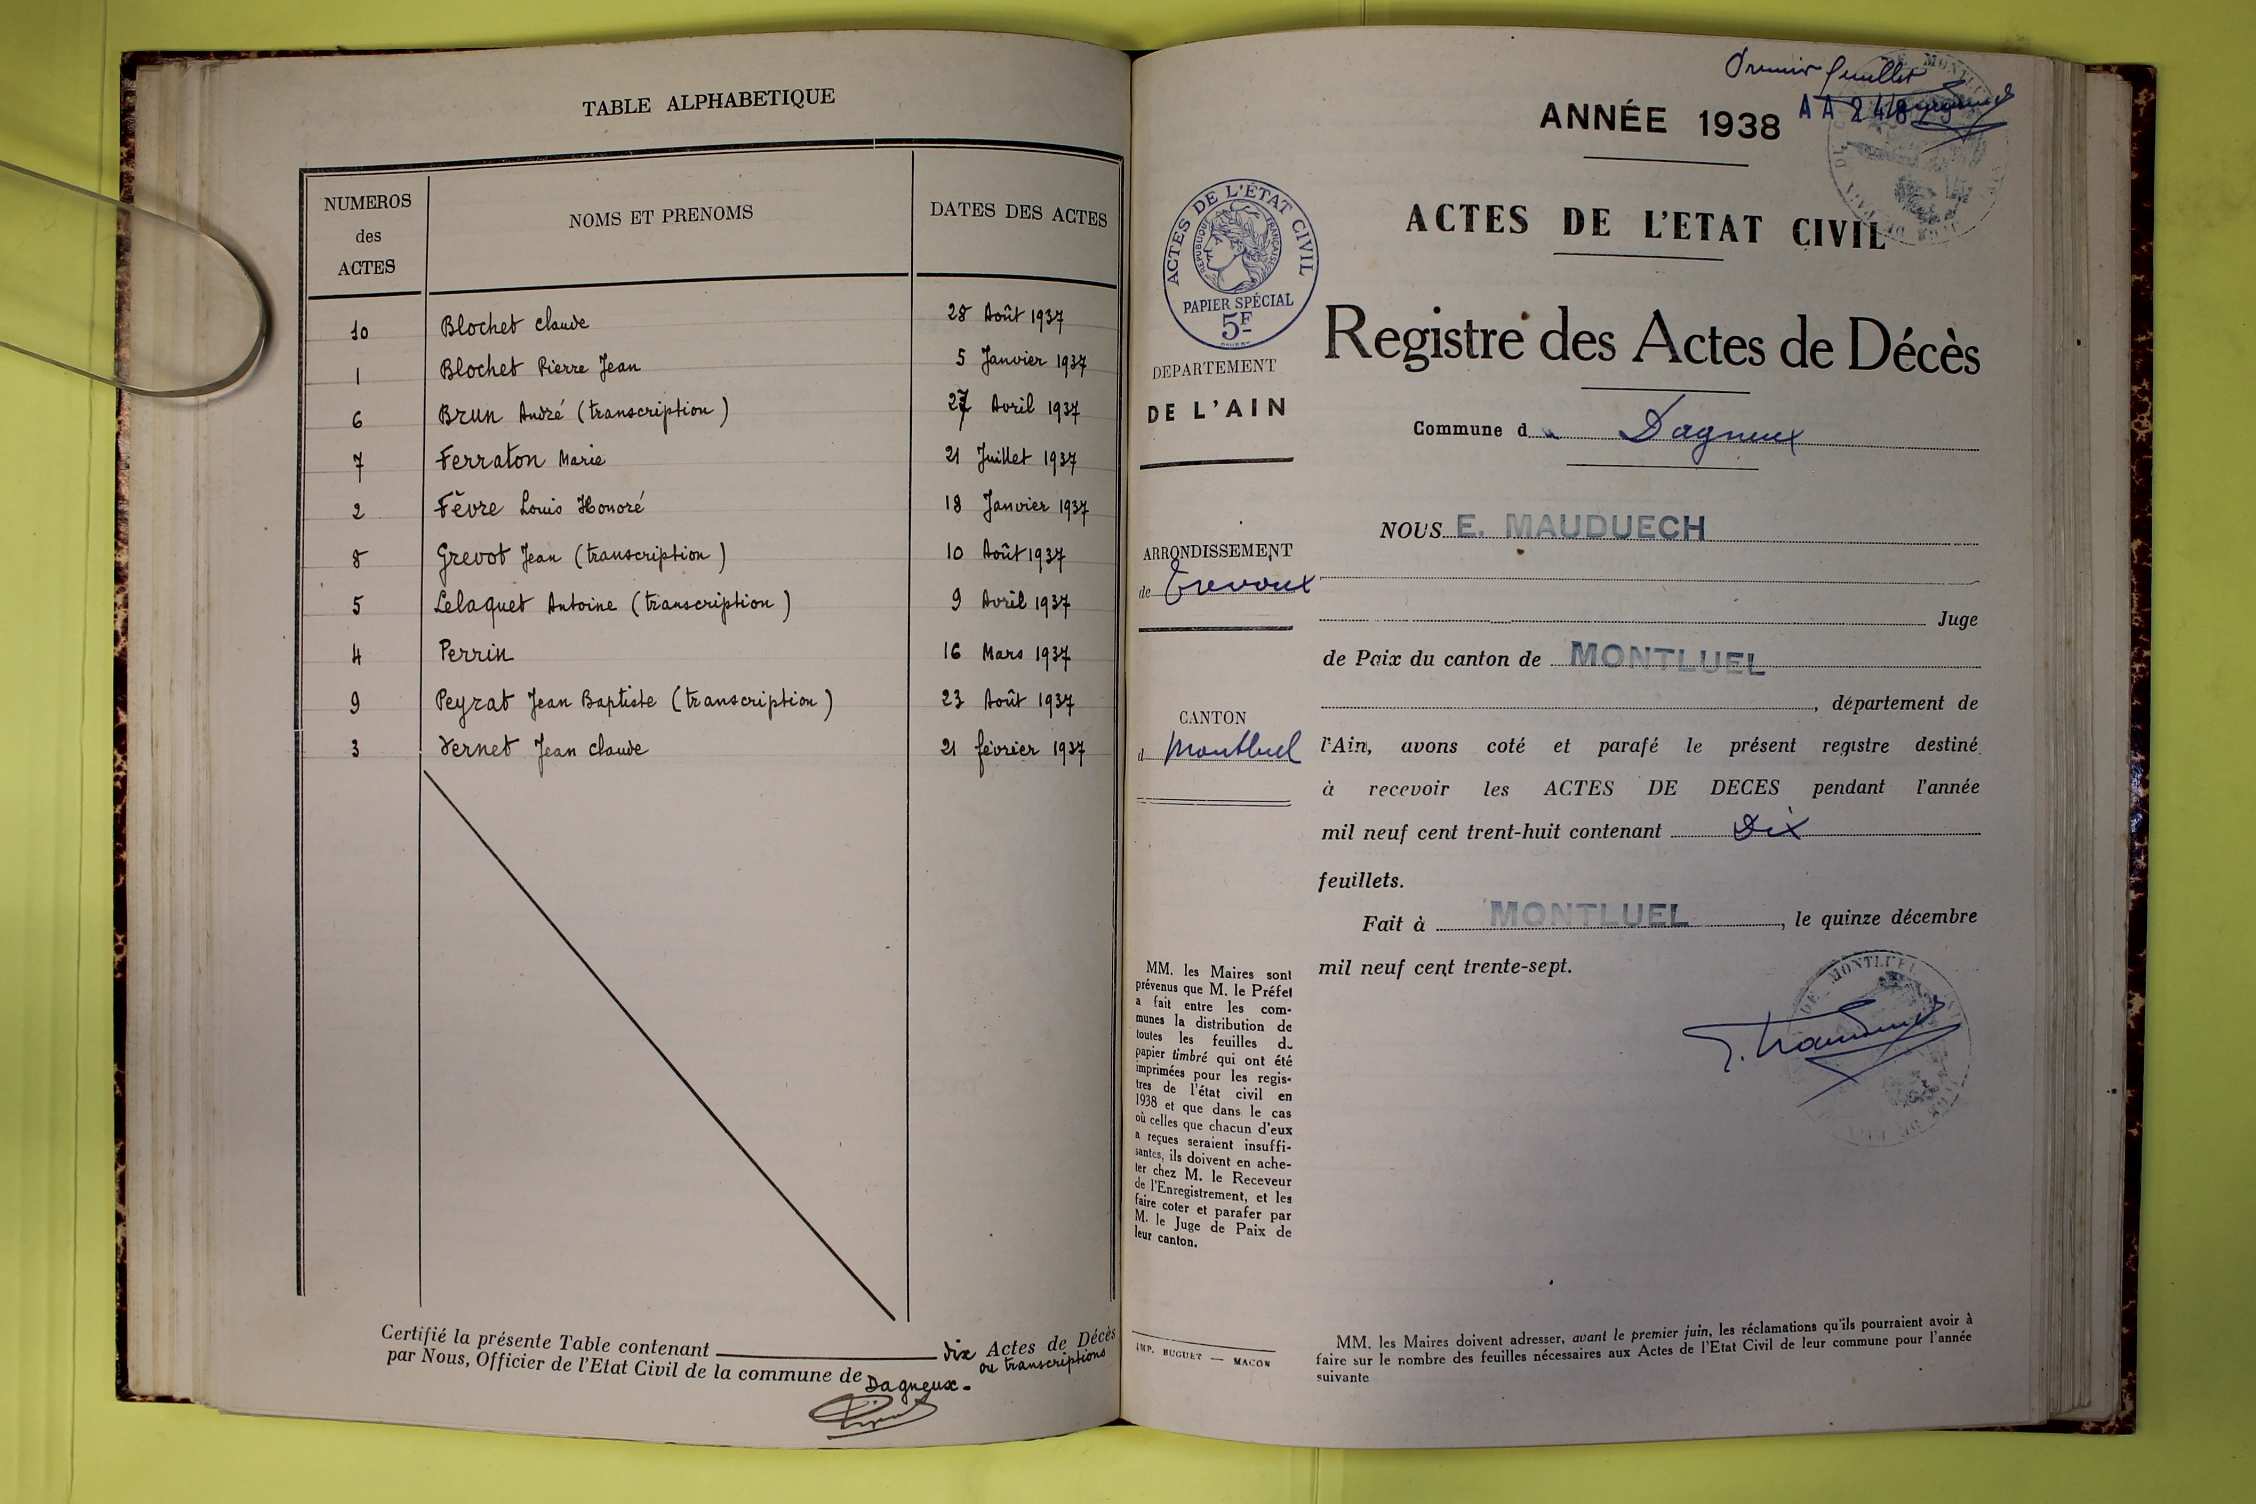 TABLE ALPHABETIQUE
NUMEROS des ACTES NOMS ET PRENOMS DATES DES ACTES
10 Blochet Claude 28 Août 1937
1 Blochet Pierre Jean 5 Janvier 1937
6 Brun André (transcription) 27 Avril 1937
7 Ferraton Marie 21 Juillet 1937
2 Fèvre Louis Honoré 18 Janvier 1937
8 Grevot Jean (transcription) 10 Août 1937
5 Lelaquet Antoine (transcription) 9 Avril 1937
4 Perrin 16 Mars 1937
9 Peyrat Jean Baptiste (transcription) 23 Août 1937
3 Vernet Jean Claude 21 février 1937
Certifié la présente Table contenant dix Actes de Décès
ou transcriptions
par Nous, Officier de l'Etat Civil de la commune de Dagneux.
Premier feuillet
ANNÉE 1938
ACTES DE L'ETAT CIVIL
ACTES DE L'ÉTAT CIVIL
REPUBLIQUE FRANÇAISE
PAPIER SPÉCIAL
5F
DEPARTEMENT
DE L'AIN
ARRONDISSEMENT
de Trevoux
CANTON
d Montluel
MM. les Maires sont
prévenus que M. le Préfet
a fait entre les com-
munes la distribution de
toutes les feuilles du
papier timbré qui ont été
imprimées pour les regis-
tres de l'état civil en
1938 et que dans le cas
où celles que chacun d'eux
a reçues seraient insuffi-
santes, ils doivent en ache-
ter chez M. le Receveur
de l'Enregistrement, et les
faire coter et parafer par
M. le Juge de Paix de
leur canton.
IMP. BUGUET — MACON
Registre des Actes de Décès
Commune d Dagneux
NOUS E. MAUDUECH
Juge
de Paix du canton de MONTLUEL
, département de
l'Ain, avons coté et parafé le présent registre destiné
à recevoir les ACTES DE DECES pendant l'année
mil neuf cent trent-huit contenant Dix
feuillets.
Fait à MONTLUEL, le quinze décembre
mil neuf cent trente-sept.
MM. les Maires doivent adresser, avant le premier juin, les réclamations qu'ils pourraient avoir à
faire sur le nombre des feuilles nécessaires aux Actes de l'Etat Civil de leur commune pour l'année
suivante